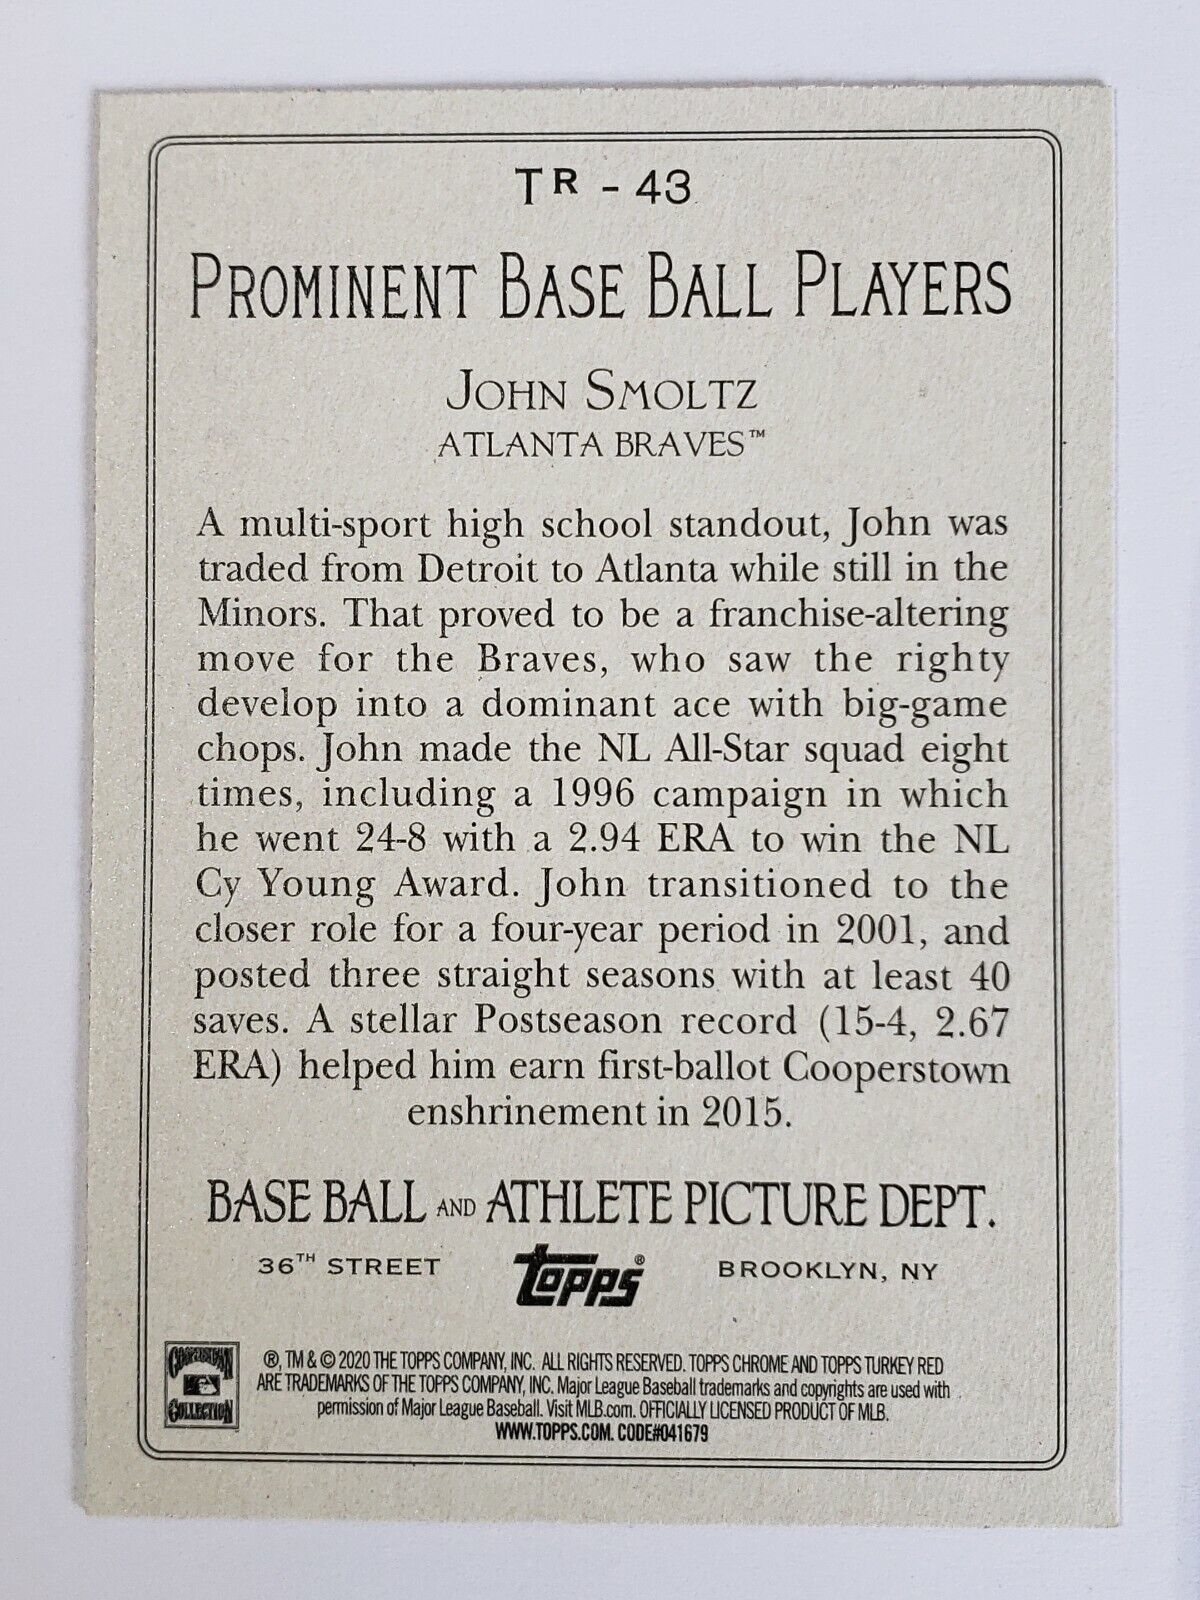 TR - 43
PROMINENT BASE BALL PLAYERS
JOHN SMOLTZ
ATLANTA BRAVES™
A multi-sport high school standout, John was
traded from Detroit to Atlanta while still in the
Minors. That proved to be a franchise-altering
move for the Braves, who saw the righty
develop into a dominant ace with big-game
chops. John made the NL All-Star squad eight
times, including a 1996 campaign in which
he went 24-8 with a 2.94 ERA to win the NL
Cy Young Award. John transitioned to the
closer role for a four-year period in 2001, and
posted three straight seasons with at least 40
saves. A stellar Postseason record (15-4, 2.67
ERA) helped him earn first-ballot Cooperstown
enshrinement in 2015.
BASE BALL AND ATHLETE PICTURE DEPT.
36TH STREET topps® BROOKLYN, NY
COOPERSTOWN
COLLECTION
®, TM & © 2020 THE TOPPS COMPANY, INC. ALL RIGHTS RESERVED. TOPPS CHROME AND TOPPS TURKEY RED
ARE TRADEMARKS OF THE TOPPS COMPANY, INC. Major League Baseball trademarks and copyrights are used with
permission of Major League Baseball. Visit MLB.com. OFFICIALLY LICENSED PRODUCT OF MLB.
WWW.TOPPS.COM. CODE#041679